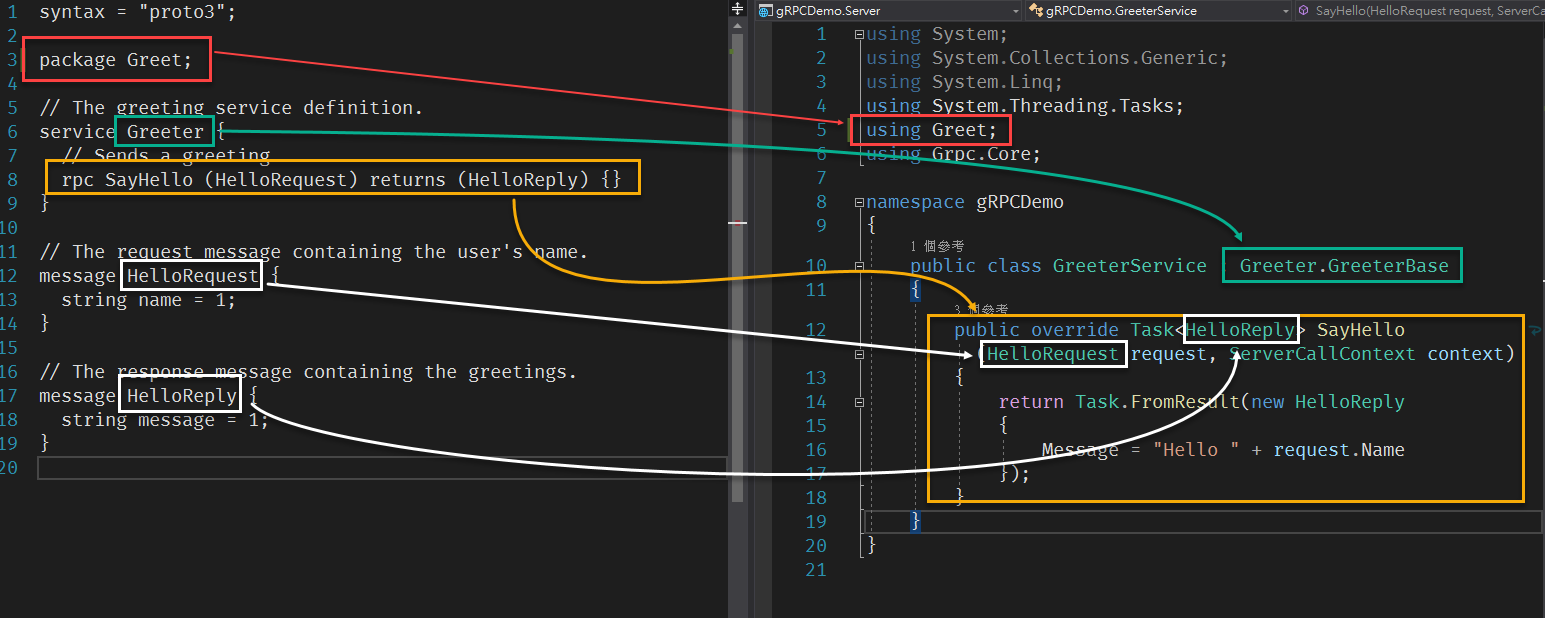 1 syntax = "proto3";
2
3 package Greet;
4
5 // The greeting service definition.
6 service Greeter {
7 // Sends a greeting
8 rpc SayHello (HelloRequest) returns (HelloReply) {}
9 }
10
11 // The request message containing the user's name.
12 message HelloRequest {
13 string name = 1;
14 }
15
16 // The response message containing the greetings.
17 message HelloReply {
18 string message = 1;
19 }
20
gRPCDemo.Server
gRPCDemo.GreeterService
SayHello(HelloRequest request, ServerCa
1 using System;
2 using System.Collections.Generic;
3 using System.Linq;
4 using System.Threading.Tasks;
5 using Greet;
6 using Grpc.Core;
7
8 namespace gRPCDemo
9 {
1 個參考
10 public class GreeterService Greeter.GreeterBase
11 {
3 個參考
12 public override Task<HelloReply> SayHello
(HelloRequest request, ServerCallContext context)
13 {
14 return Task.FromResult(new HelloReply
15 {
16 Message = "Hello " + request.Name
17 });
18 }
19 }
20 }
21